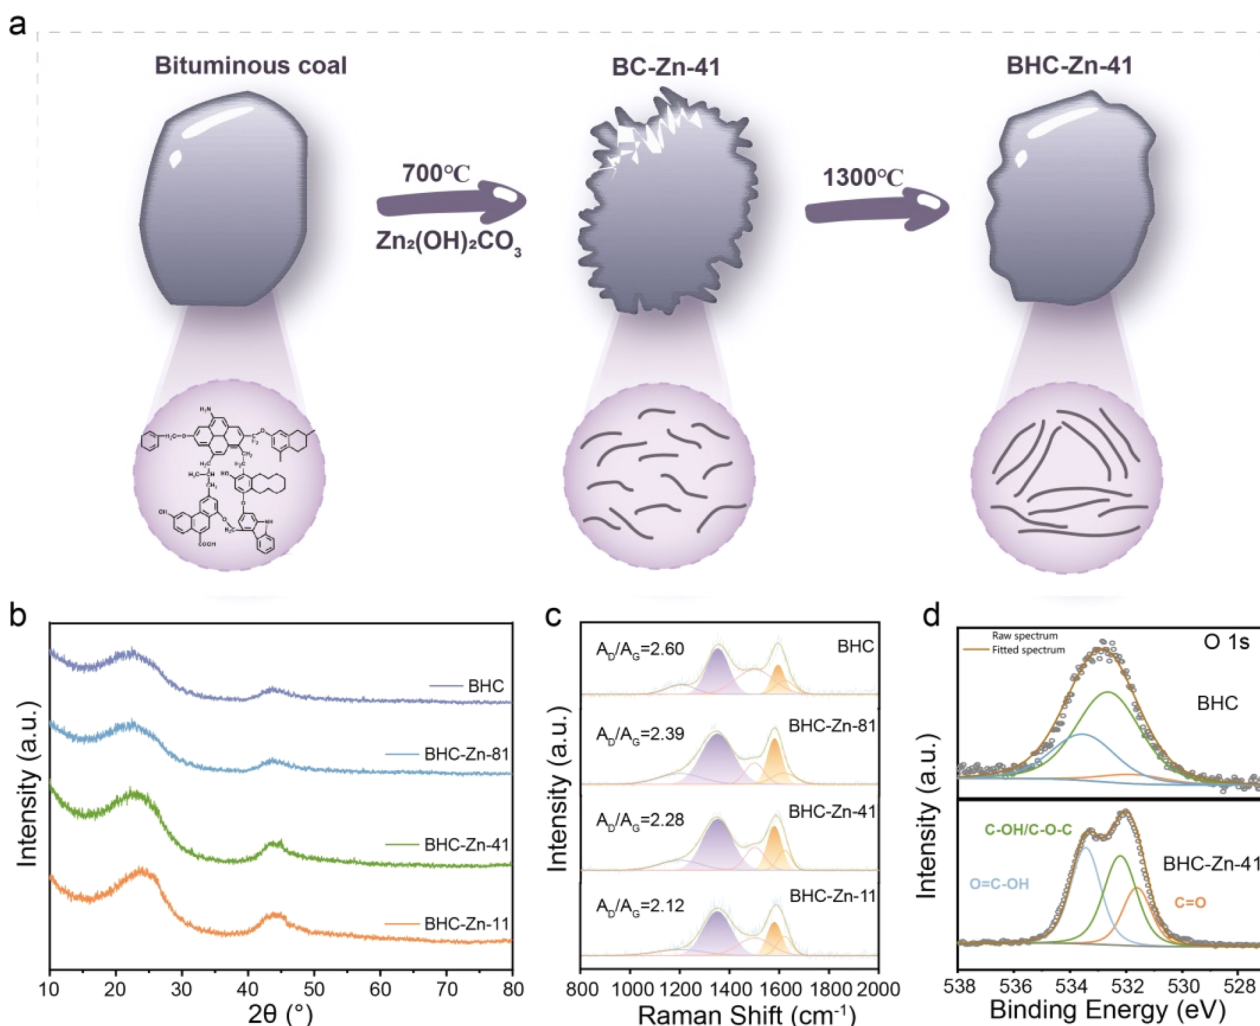 a
Bituminous coal
BC-Zn-41
BHC-Zn-41
700℃
Zn₂(OH)₂CO₃
1300℃
b
Intensity (a.u.)
BHC
BHC-Zn-81
BHC-Zn-41
BHC-Zn-11
10 20 30 40 50 60 70 80
2θ (°)
c
Intensity (a.u.)
A_D/A_G=2.60
BHC
A_D/A_G=2.39
BHC-Zn-81
A_D/A_G=2.28
BHC-Zn-41
A_D/A_G=2.12
BHC-Zn-11
800 1000 1200 1400 1600 1800 2000
Raman Shift (cm⁻¹)
d
Intensity (a.u.)
Raw spectrum
Fitted spectrum
O 1s
BHC
C-OH/C-O-C
BHC-Zn-41
O=C-OH
C=O
538 536 534 532 530 528
Binding Energy (eV)